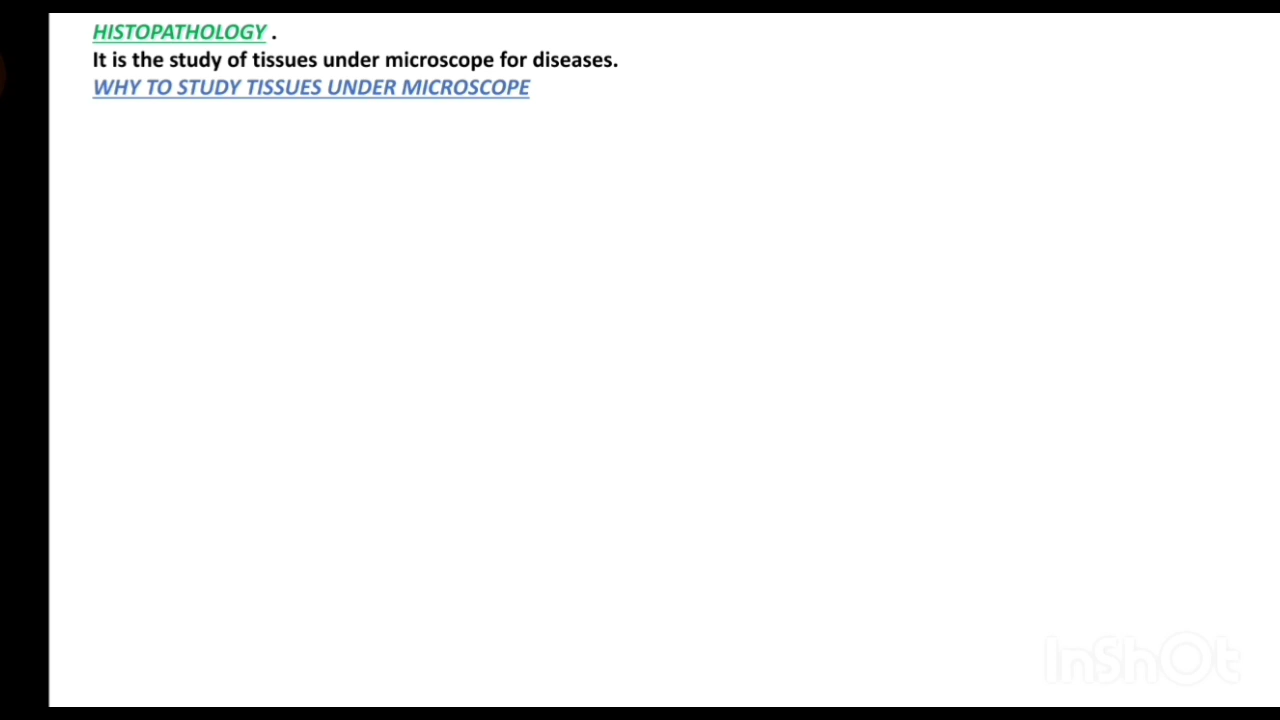 HISTOPATHOLOGY .
It is the study of tissues under microscope for diseases.
WHY TO STUDY TISSUES UNDER MICROSCOPE
InShOt